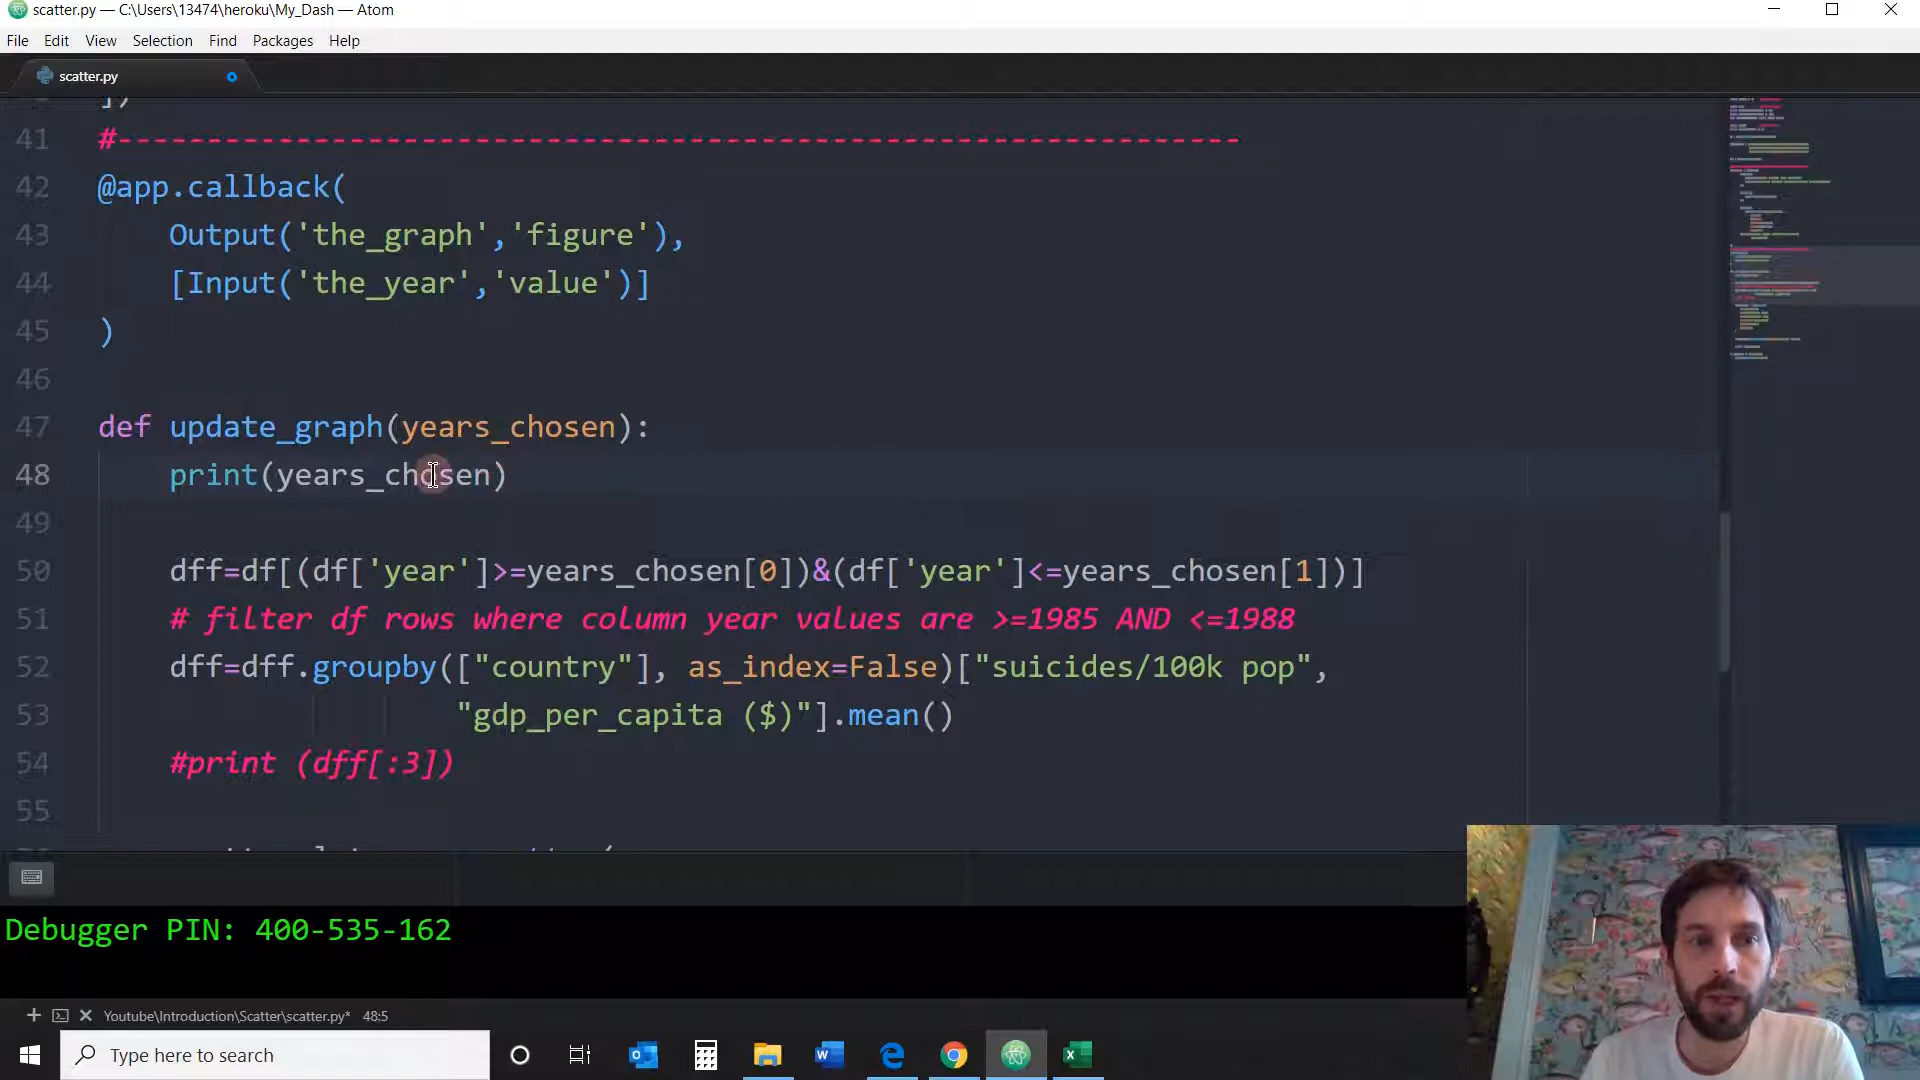 scatter.py — C:\Users\13474\heroku\My_Dash — Atom
File Edit View Selection Find Packages Help
scatter.py
41 #---------------------------------------------------------------
42 @app.callback(
43 Output('the_graph','figure'),
44 [Input('the_year','value')]
45 )
46
47 def update_graph(years_chosen):
48 print(years_chosen)
49
50 dff=df[(df['year']>=years_chosen[0])&(df['year']<=years_chosen[1])]
51 # filter df rows where column year values are >=1985 AND <=1988
52 dff=dff.groupby(["country"], as_index=False)["suicides/100k pop",
53 "gdp_per_capita ($)"].mean()
54 #print (dff[:3])
55
Debugger PIN: 400-535-162
Youtube\Introduction\Scatter\scatter.py* 48:5
Type here to search